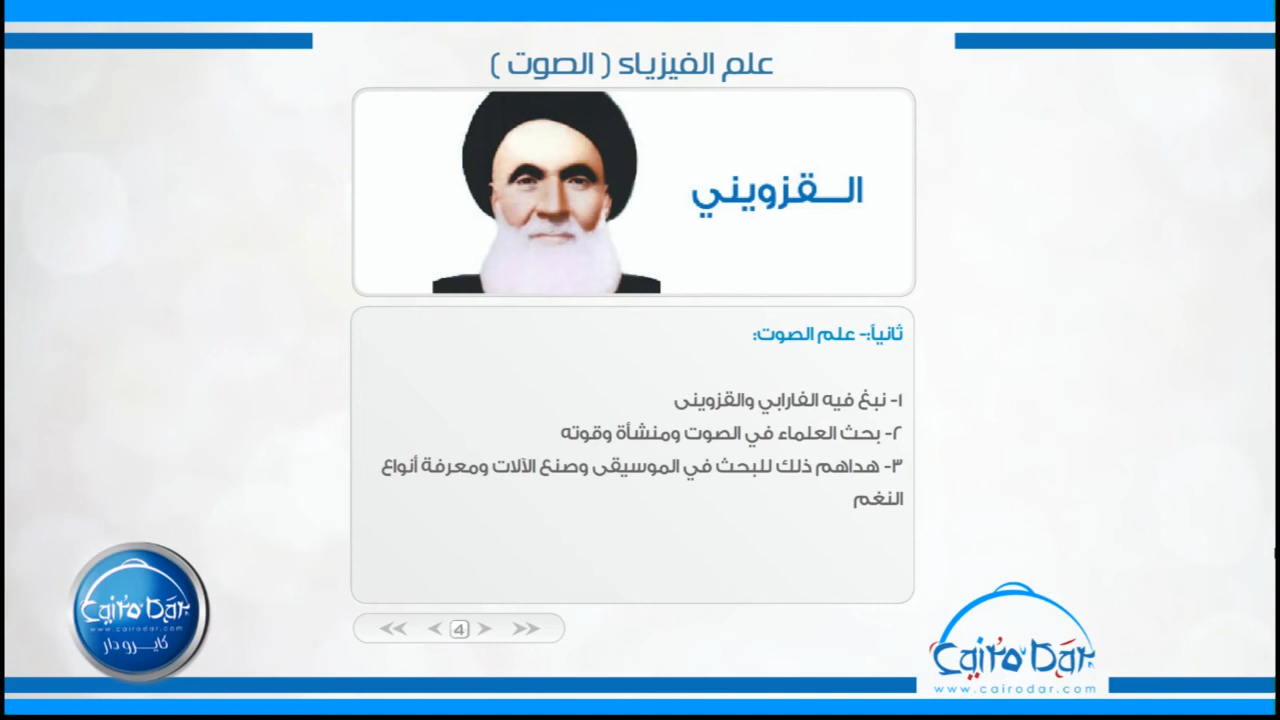 علم الفيزياء ( الصوت )
القزويني
ثانياً:- علم الصوت:
١- نبغ فيه الفارابي والقزوينى
٢- بحث العلماء في الصوت ومنشأة وقوته
٣- هداهم ذلك للبحث في الموسيقى وصنع الآلات ومعرفة أنواع
النغم
4
Cairo Dar
www.cairodar.com
كايرو دار
Cairo Dar
www.cairodar.com